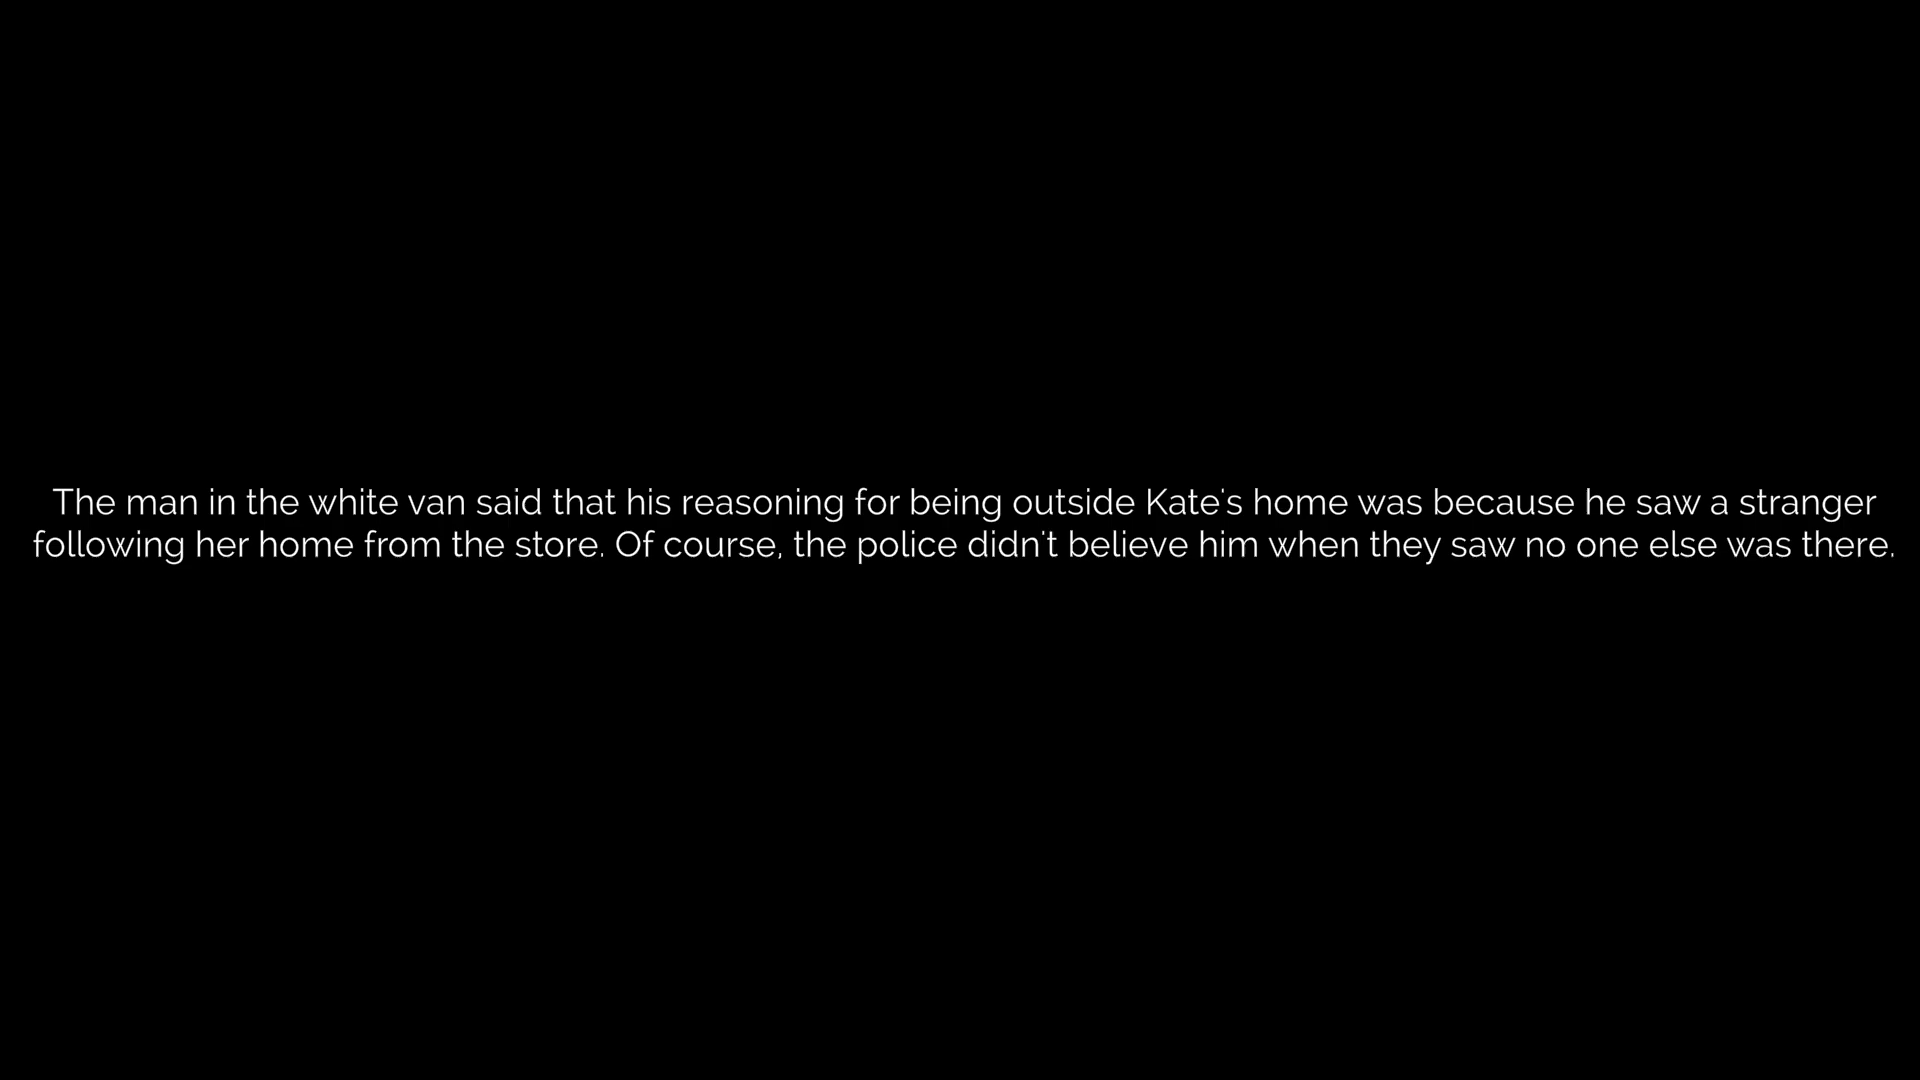 The man in the white van said that his reasoning for being outside Kate's home was because he saw a stranger
following her home from the store. Of course, the police didn't believe him when they saw no one else was there.